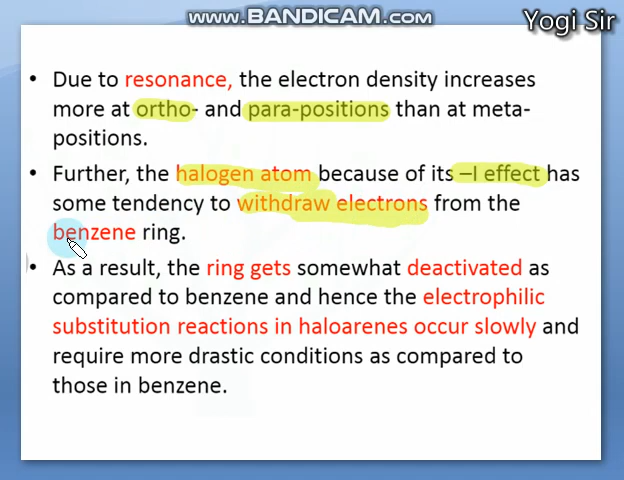 www.BANDICAM.com
Yogi Sir
• Due to resonance, the electron density increases
more at ortho- and para-positions than at meta-
positions.
• Further, the halogen atom because of its –I effect has
some tendency to withdraw electrons from the
benzene ring.
• As a result, the ring gets somewhat deactivated as
compared to benzene and hence the electrophilic
substitution reactions in haloarenes occur slowly and
require more drastic conditions as compared to
those in benzene.